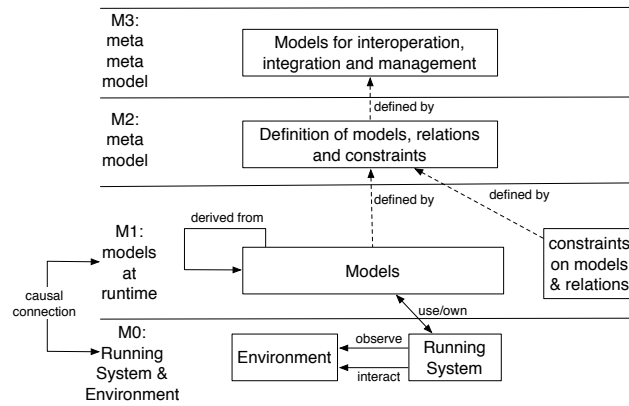 M3:
meta
meta
model
Models for interoperation,
integration and management
defined by
M2:
meta
model
Definition of models, relations
and constraints
defined by
defined by
M1:
models
at
runtime
derived from
Models
constraints
on models
& relations
causal
connection
use/own
M0:
Running
System &
Environment
Environment
observe
interact
Running
System